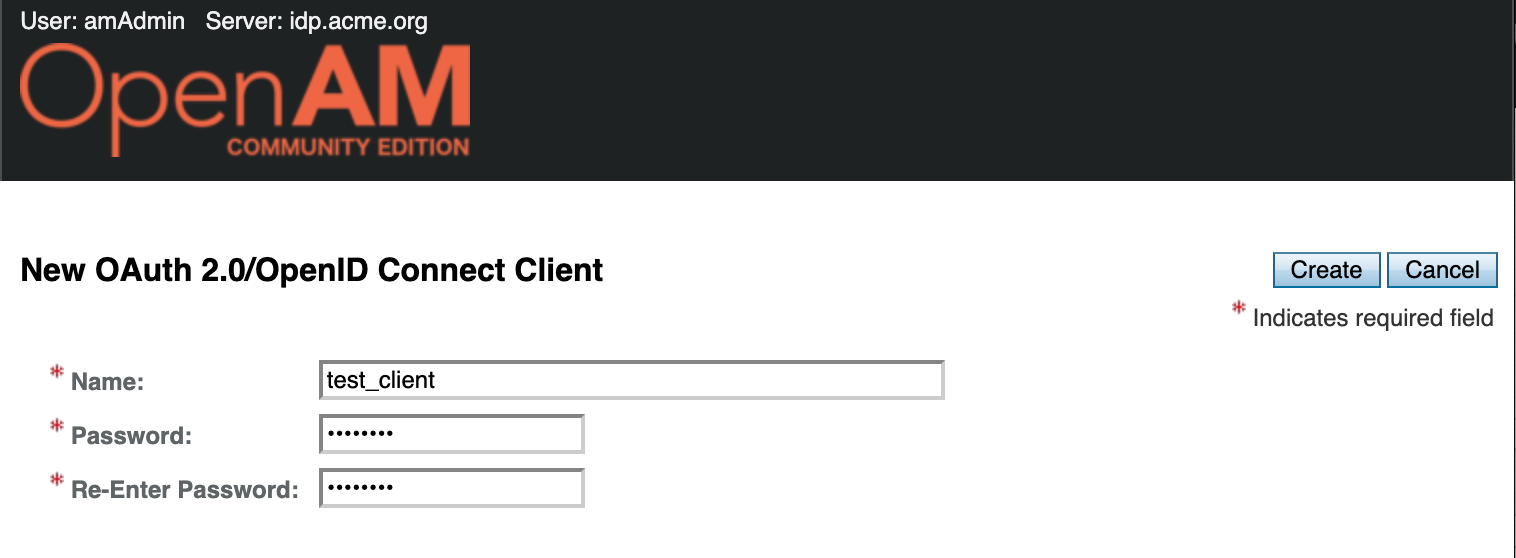 User: amAdmin Server: idp.acme.org
OpenAM
COMMUNITY EDITION
New OAuth 2.0/OpenID Connect Client
Create Cancel
* Indicates required field
* Name: test_client
* Password: ••••••••
* Re-Enter Password: ••••••••